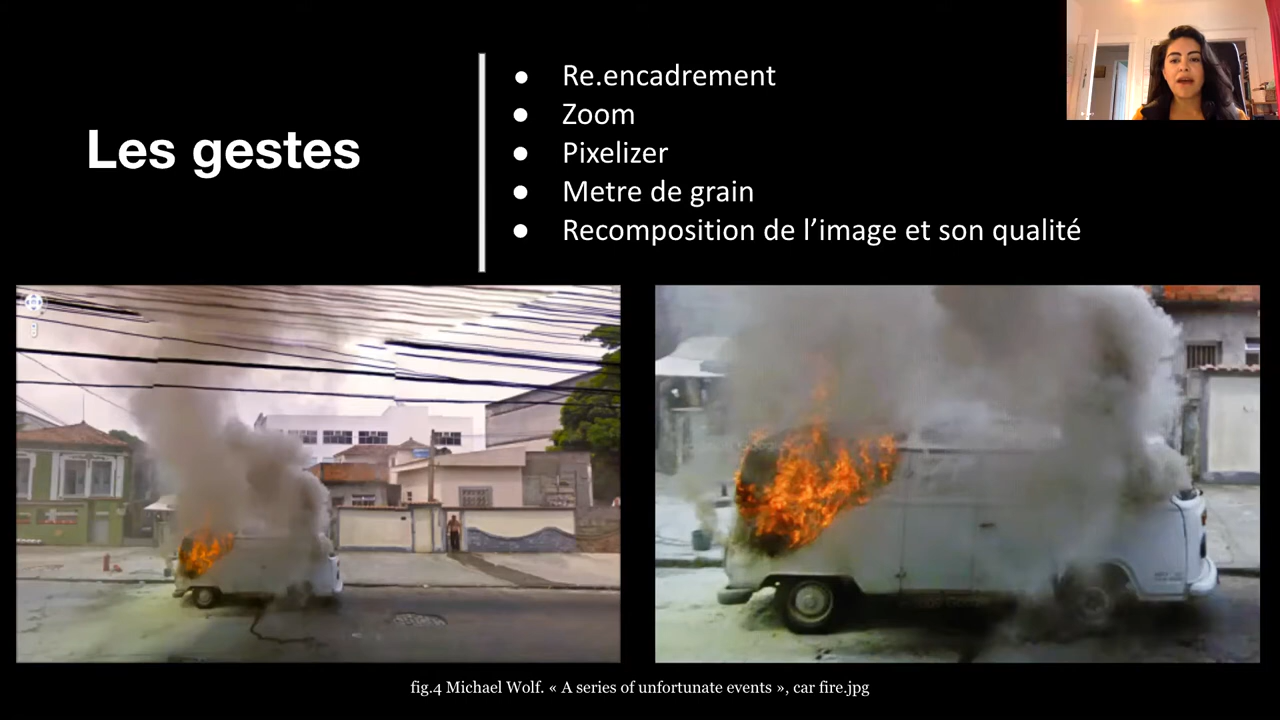 Les gestes
● Re.encadrement
● Zoom
● Pixelizer
● Metre de grain
● Recomposition de l’image et son qualité
fig.4 Michael Wolf. « A series of unfortunate events », car fire.jpg